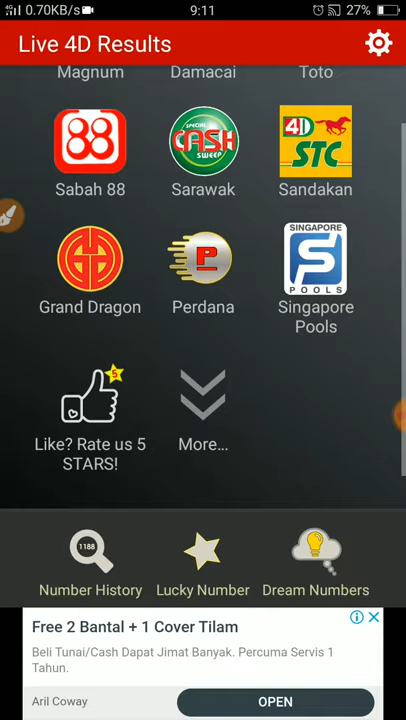 4G 0.70KB/s 9:11 27%
Live 4D Results
Magnum Damacai Toto
88 SPECIAL CASH SWEEP 4D STC
Sabah 88 Sarawak Sandakan
SINGAPORE
P S
POOLS
Grand Dragon Perdana Singapore Pools
5
Like? Rate us 5 STARS! More...
1188
Number History Lucky Number Dream Numbers
Free 2 Bantal + 1 Cover Tilam
Beli Tunai/Cash Dapat Jimat Banyak. Percuma Servis 1
Tahun.
Aril Coway OPEN